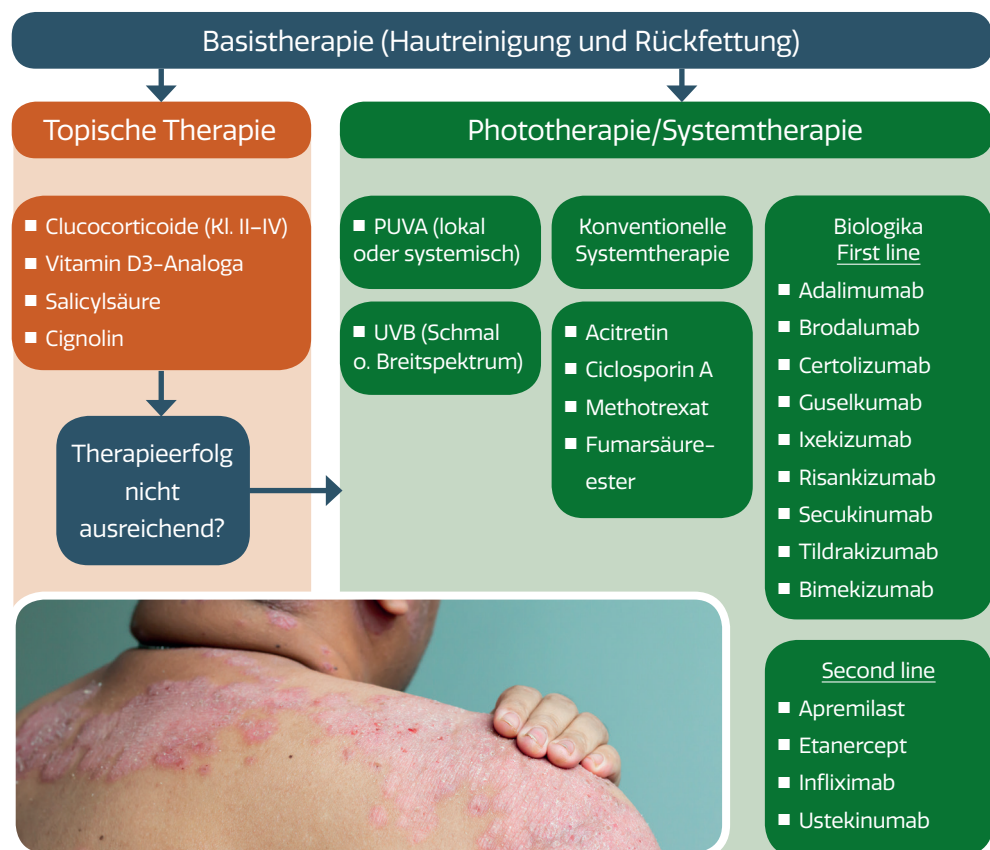 Basistherapie (Hautreinigung und Rückfettung)
Topische Therapie
■ Clucocorticoide (Kl. II–IV)
■ Vitamin D3-Analoga
■ Salicylsäure
■ Cignolin
Therapieerfolg
nicht
ausreichend?
Phototherapie/Systemtherapie
■ PUVA (lokal
oder systemisch)
■ UVB (Schmal
o. Breitspektrum)
Konventionelle
Systemtherapie
■ Acitretin
■ Ciclosporin A
■ Methotrexat
■ Fumarsäure-
ester
Biologika
First line
■ Adalimumab
■ Brodalumab
■ Certolizumab
■ Guselkumab
■ Ixekizumab
■ Risankizumab
■ Secukinumab
■ Tildrakizumab
■ Bimekizumab
Second line
■ Apremilast
■ Etanercept
■ Infliximab
■ Ustekinumab